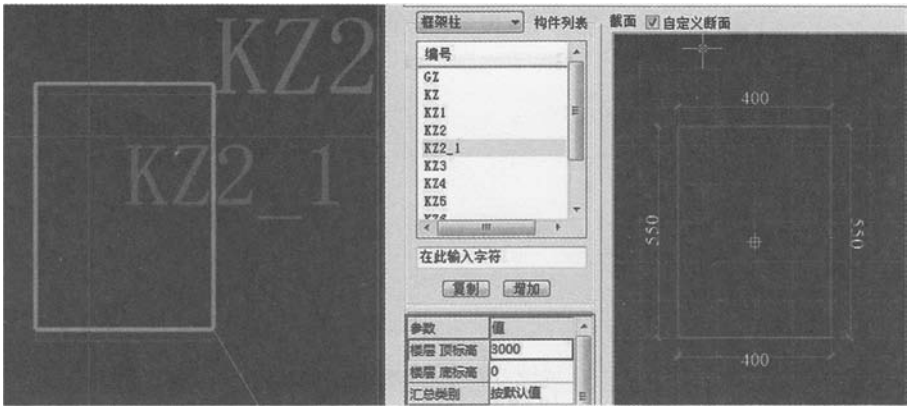 KZ2
KZ2_1
框架柱
构件列表
编号
GZ
KZ
KZ1
KZ2
KZ2_1
KZ3
KZ4
KZ5
KZ6
在此输入字符
复制
增加
参数 值
楼层 顶标高 3000
楼层 底标高 0
汇总类别 按默认值
截面 自定义断面
400
550
550
400